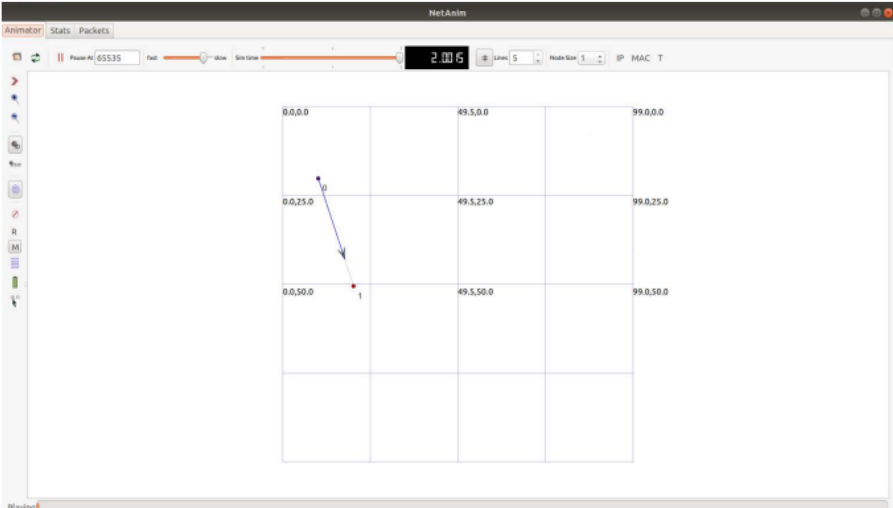 NetAnim
Animator Stats Packets
Pause At 65535 fast slow Sim time 2.005 Lines 5 Node Size 1 IP MAC T
0.0,0.0 49.5,0.0 99.0,0.0
0
0.0,25.0 49.5,25.0 99.0,25.0
R
M
0.0,50.0 49.5,50.0 99.0,50.0
1
Playing